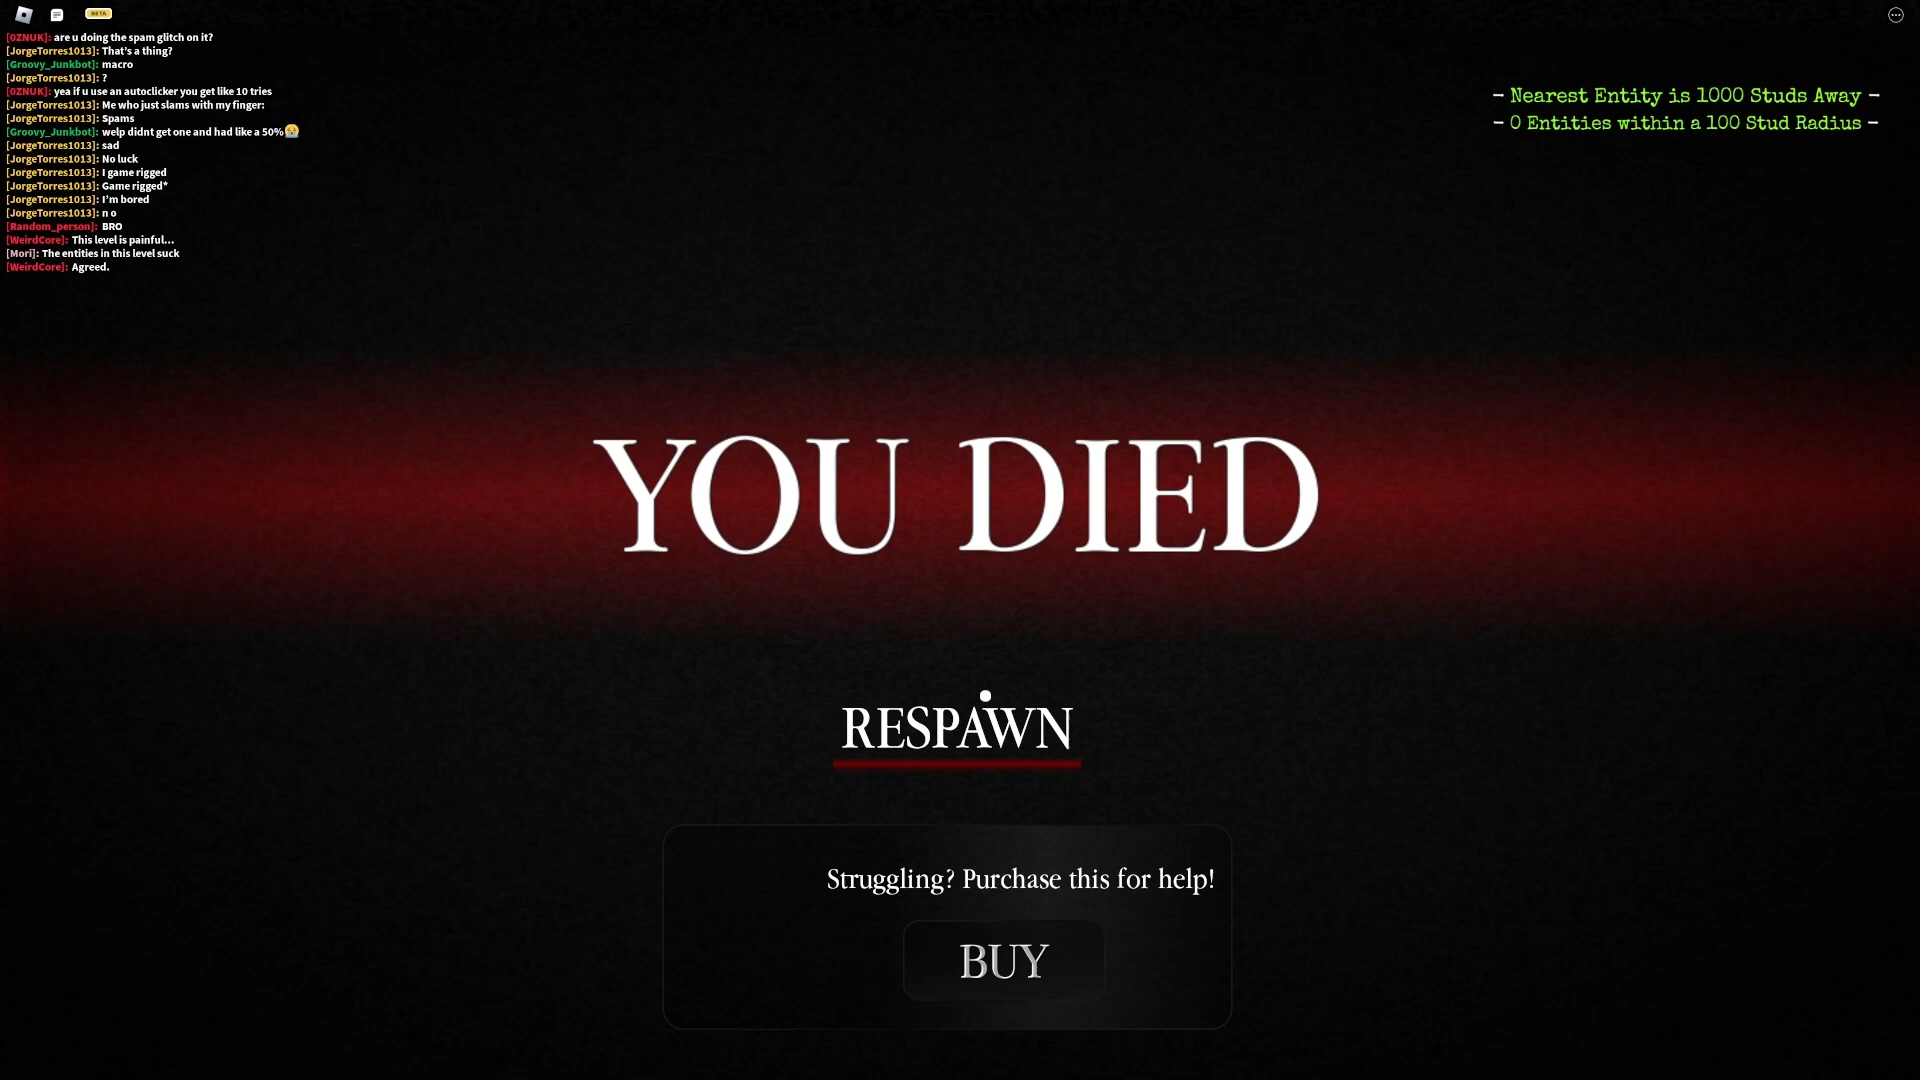 BETA
[0ZNUK]: are u doing the spam glitch on it?
[JorgeTorres1013]: That's a thing?
[Groovy_Junkbot]: macro
[JorgeTorres1013]: ?
[0ZNUK]: yea if u use an autoclicker you get like 10 tries
[JorgeTorres1013]: Me who just slams with my finger:
[JorgeTorres1013]: Spams
[Groovy_Junkbot]: welp didnt get one and had like a 50%😭
[JorgeTorres1013]: sad
[JorgeTorres1013]: No luck
[JorgeTorres1013]: I game rigged
[JorgeTorres1013]: Game rigged*
[JorgeTorres1013]: I'm bored
[JorgeTorres1013]: n o
[Random_person]: BRO
[WeirdCore]: This level is painful...
[Mori]: The entities in this level suck
[WeirdCore]: Agreed.
- Nearest Entity is 1000 Studs Away -
- 0 Entities within a 100 Stud Radius -
YOU DIED
RESPAWN
Struggling? Purchase this for help!
BUY